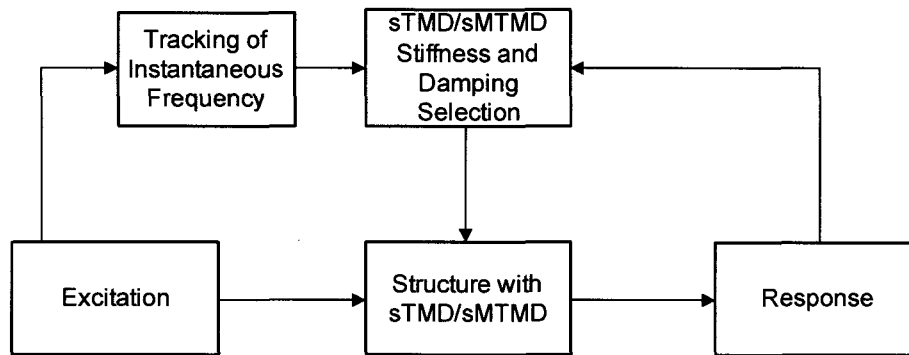 Tracking of
Instantaneous
Frequency
sTMD/sMTMD
Stiffness and
Damping
Selection
Excitation
Structure with
sTMD/sMTMD
Response